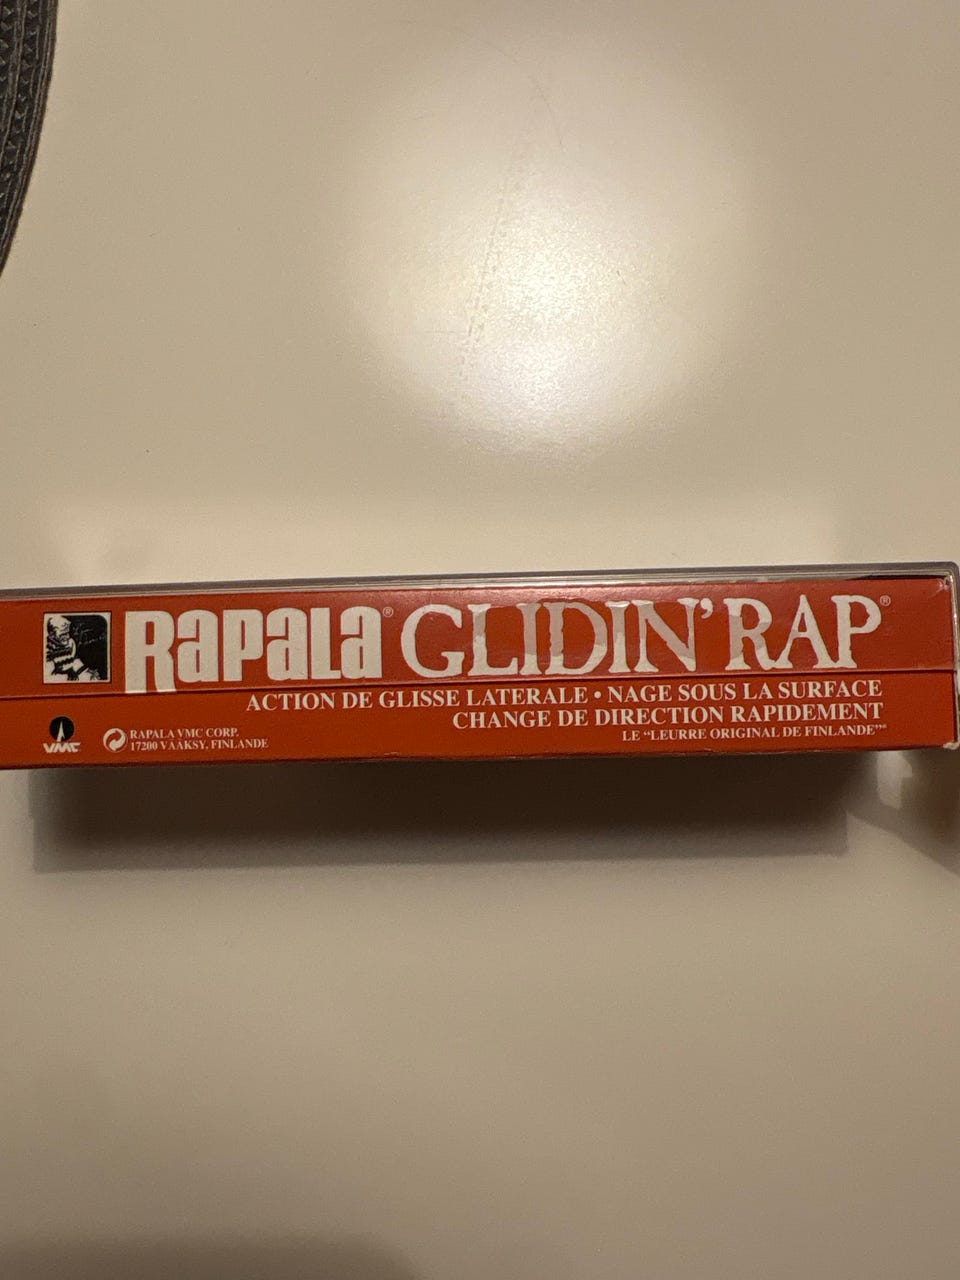 RAPALA® GLIDIN' RAP®
ACTION DE GLISSE LATERALE • NAGE SOUS LA SURFACE
CHANGE DE DIRECTION RAPIDEMENT
LE “LEURRE ORIGINAL DE FINLANDE”®
VMC
RAPALA VMC CORP.
17200 VÄÄKSY, FINLANDE